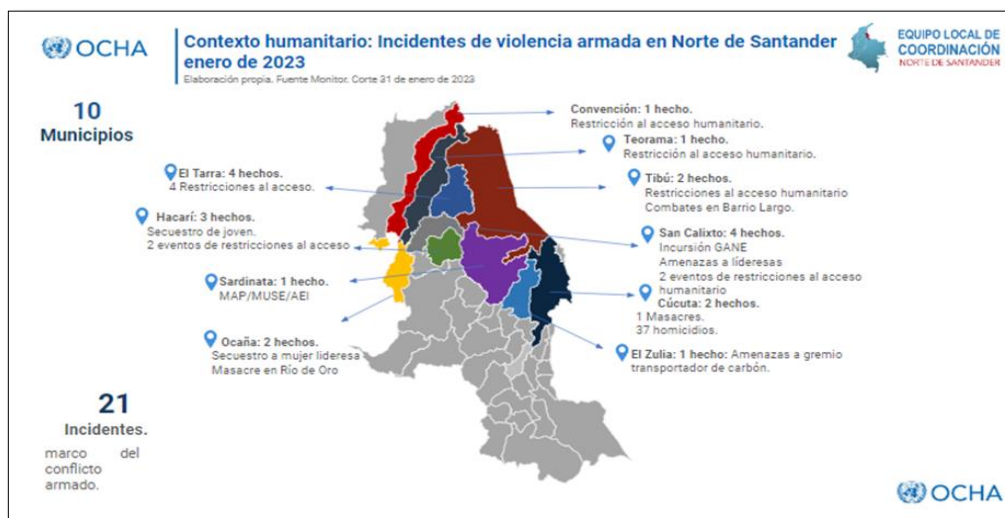 OCHA
Contexto humanitario: Incidentes de violencia armada en Norte de Santander
enero de 2023
Elaboración propia. Fuente Monitor. Corte 31 de enero de 2023
EQUIPO LOCAL DE
COORDINACIÓN
NORTE DE SANTANDER
10
Municipios
Convención: 1 hecho.
Restricción al acceso humanitario.
Teorama: 1 hecho.
Restricción al acceso humanitario.
El Tarra: 4 hechos.
4 Restricciones al acceso.
Tibú: 2 hechos.
Restricciones al acceso humanitario
Combates en Barrio Largo.
Hacarí: 3 hechos.
Secuestro de joven.
2 eventos de restricciones al acceso
San Calixto: 4 hechos.
Incursión GANE
Amenazas a líderesas
2 eventos de restricciones al acceso
humanitario
Sardinata: 1 hecho.
MAP/MUSE/AEI
Cúcuta: 2 hechos.
1 Masacres.
37 homicidios.
Ocaña: 2 hechos.
Secuestro a mujer lideresa
Masacre en Río de Oro
El Zulia: 1 hecho: Amenazas a gremio
transportador de carbón.
21
Incidentes.
marco del
conflicto
armado.
OCHA